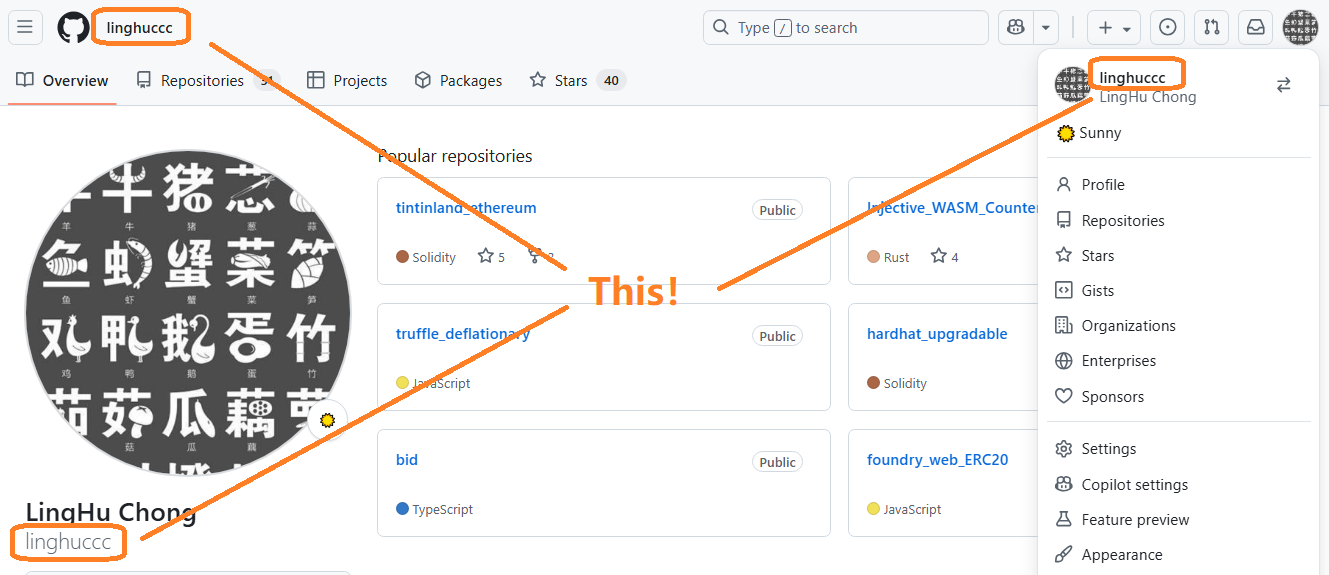 linghuccc
Type / to search
Overview
Repositories 91
Projects
Packages
Stars 40
linghuccc
LingHu Chong
Sunny
Profile
Repositories
Stars
Gists
Organizations
Enterprises
Sponsors
Settings
Copilot settings
Feature preview
Appearance
猪 葱
羊 牛 猪 葱 蒜
鱼 虾 蟹 菜 笋
鱼 虾 蟹 菜 笋
鸡 鸭 鹅 蛋 竹
鸡 鸭 鹅 蛋 竹
茄 菇 瓜 藕 萝
菇 瓜 藕
LingHu Chong
linghuccc
Popular repositories
tintinland_ethereum
Public
Solidity 5 2
Injective_WASM_Counter
Rust 4
This!
truffle_deflationary
Public
JavaScript
hardhat_upgradable
Solidity
bid
Public
TypeScript
foundry_web_ERC20
JavaScript